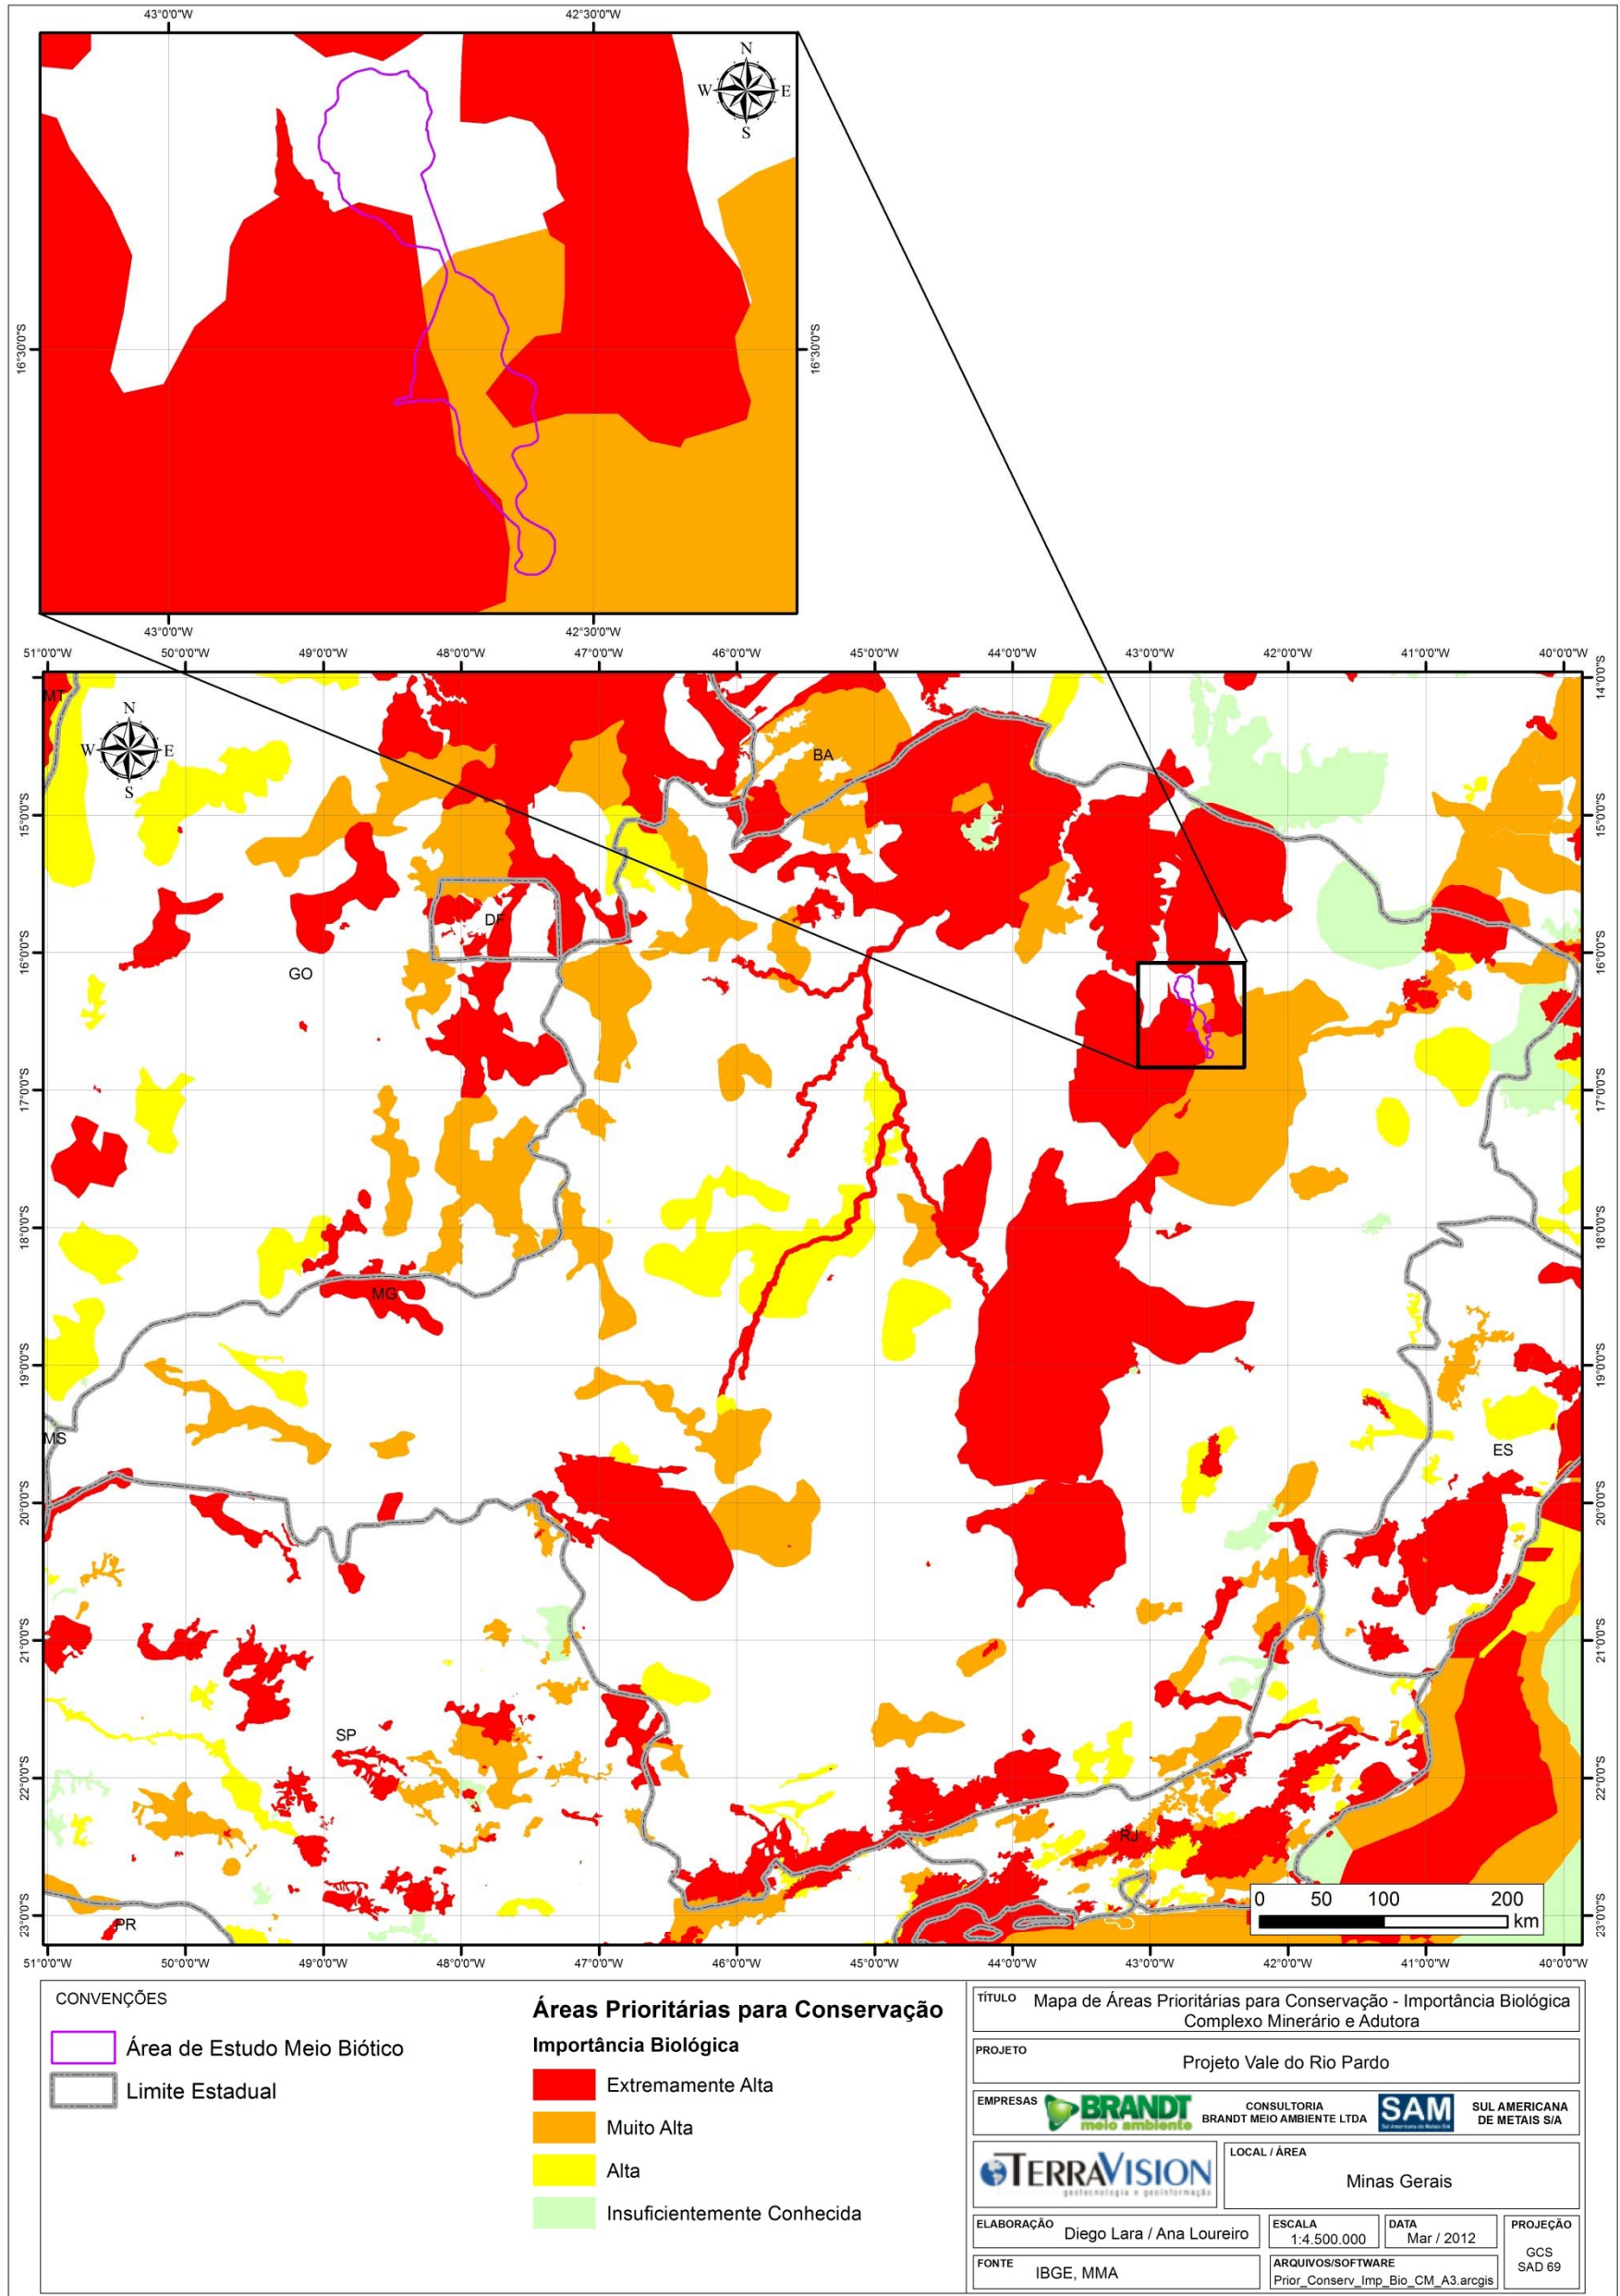 43°0'0"W 42°30'0"W
N
W E
S
16°30'0"S 16°30'0"S
43°0'0"W 42°30'0"W
51°0'0"W 50°0'0"W 49°0'0"W 48°0'0"W 47°0'0"W 46°0'0"W 45°0'0"W 44°0'0"W 43°0'0"W 42°0'0"W 41°0'0"W 40°0'0"W
14°0'0"S
MT
N
W E
S
BA
15°0'0"S 15°0'0"S
DF
16°0'0"S 16°0'0"S
GO
17°0'0"S 17°0'0"S
18°0'0"S 18°0'0"S
MG
19°0'0"S 19°0'0"S
MS
ES
20°0'0"S 20°0'0"S
21°0'0"S 21°0'0"S
SP
22°0'0"S 22°0'0"S
RJ
0 50 100 200
km
23°0'0"S 23°0'0"S
PR
51°0'0"W 50°0'0"W 49°0'0"W 48°0'0"W 47°0'0"W 46°0'0"W 45°0'0"W 44°0'0"W 43°0'0"W 42°0'0"W 41°0'0"W 40°0'0"W
CONVENÇÕES
Área de Estudo Meio Biótico
Limite Estadual
Áreas Prioritárias para Conservação
Importância Biológica
Extremamente Alta
Muito Alta
Alta
Insuficientemente Conhecida
TÍTULO Mapa de Áreas Prioritárias para Conservação - Importância Biológica
Complexo Minerário e Adutora
PROJETO
Projeto Vale do Rio Pardo
EMPRESAS
BRANDT
meio ambiente
CONSULTORIA
BRANDT MEIO AMBIENTE LTDA
SAM
Sul Americana de Metais S/A
SUL AMERICANA
DE METAIS S/A
TERRAVISION
geotecnologia e geoinformação
LOCAL / ÁREA
Minas Gerais
ELABORAÇÃO Diego Lara / Ana Loureiro
ESCALA
1:4.500.000
DATA
Mar / 2012
PROJEÇÃO
GCS
SAD 69
FONTE IBGE, MMA
ARQUIVOS/SOFTWARE
Prior_Conserv_Imp_Bio_CM_A3.arcgis